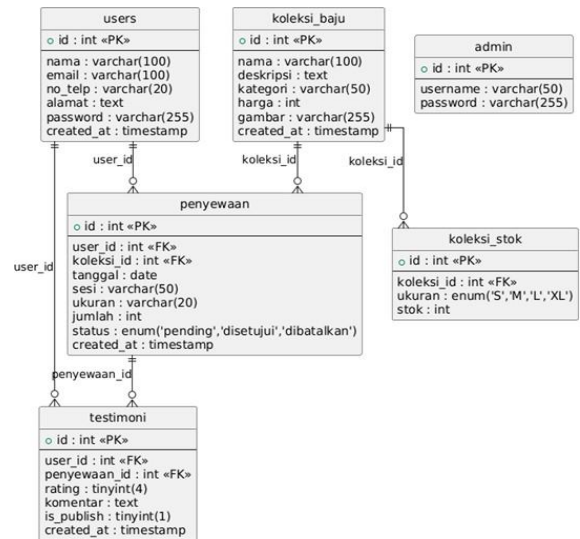 users
id : int «PK»
nama : varchar(100)
email : varchar(100)
no_telp : varchar(20)
alamat : text
password : varchar(255)
created_at : timestamp
koleksi_baju
id : int «PK»
nama : varchar(100)
deskripsi : text
kategori : varchar(50)
harga : int
gambar : varchar(255)
created_at : timestamp
admin
id : int «PK»
username : varchar(50)
password : varchar(255)
user_id
koleksi_id
koleksi_id
penyewaan
id : int «PK»
user_id : int «FK»
koleksi_id : int «FK»
tanggal : date
sesi : varchar(50)
ukuran : varchar(20)
jumlah : int
status : enum('pending','disetujui','dibatalkan')
created_at : timestamp
koleksi_stok
id : int «PK»
koleksi_id : int «FK»
ukuran : enum('S','M','L','XL')
stok : int
user_id
penyewaan_id
testimoni
id : int «PK»
user_id : int «FK»
penyewaan_id : int «FK»
rating : tinyint(4)
komentar : text
is_publish : tinyint(1)
created_at : timestamp